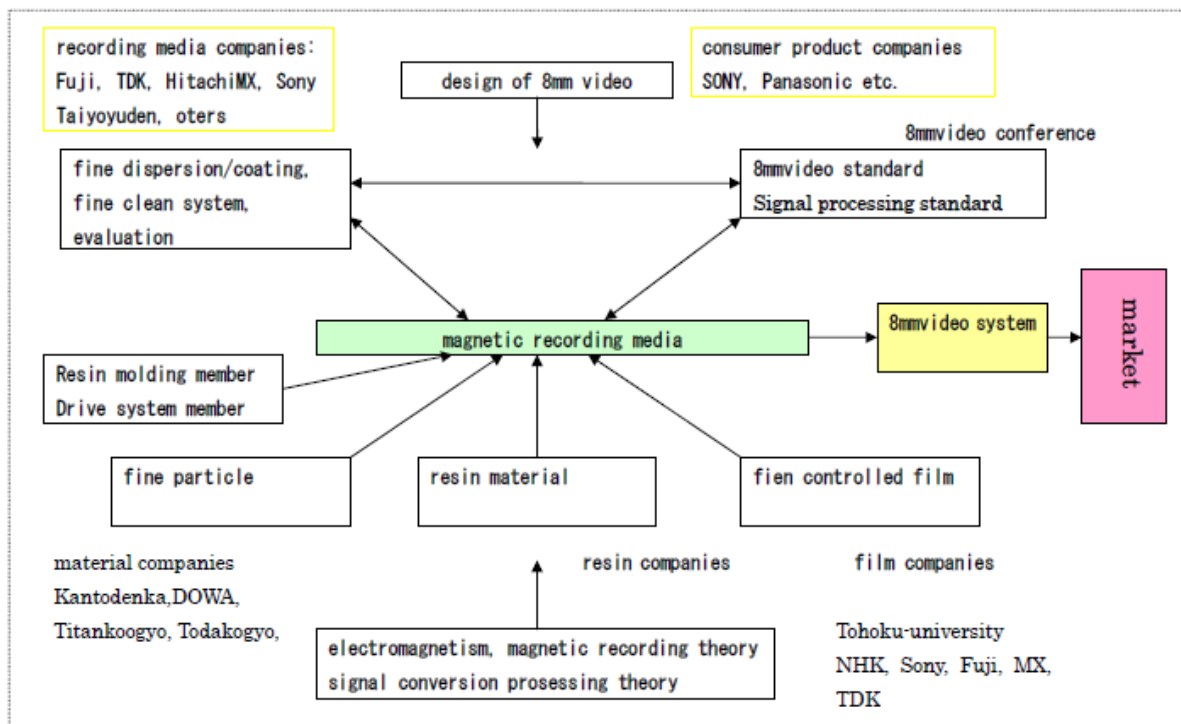 recording media companies:
Fuji, TDK, HitachiMX, Sony
Taiyoyuden, oters
consumer product companies
SONY, Panasonic etc.
design of 8mm video
8mmvideo conference
fine dispersion/coating,
fine clean system,
evaluation
8mmvideo standard
Signal processing standard
magnetic recording media
8mmvideo system
market
Resin molding member
Drive system member
fine particle
resin material
fien controlled film
material companies
Kantodenka,DOWA,
Titankoogyo, Todakogyo,
resin companies
film companies
electromagnetism, magnetic recording theory
signal conversion prosessing theory
Tohoku-university
NHK, Sony, Fuji, MX,
TDK